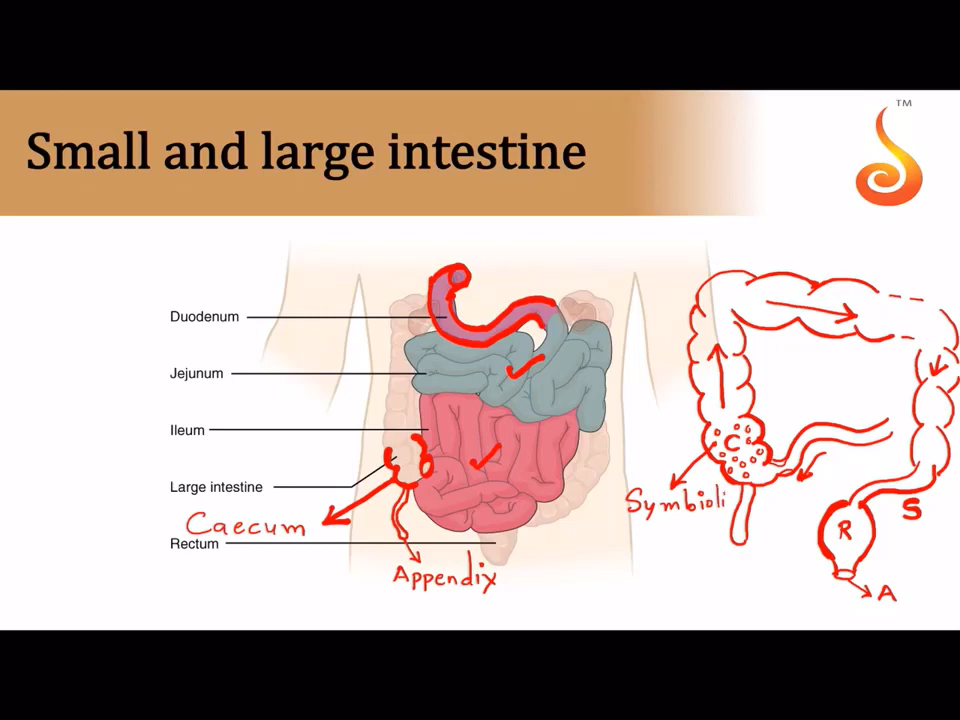 TM
Small and large intestine
Duodenum
Jejunum
Ileum
Large intestine
Caecum
Rectum
Appendix
C
Symbioli
S
R
A